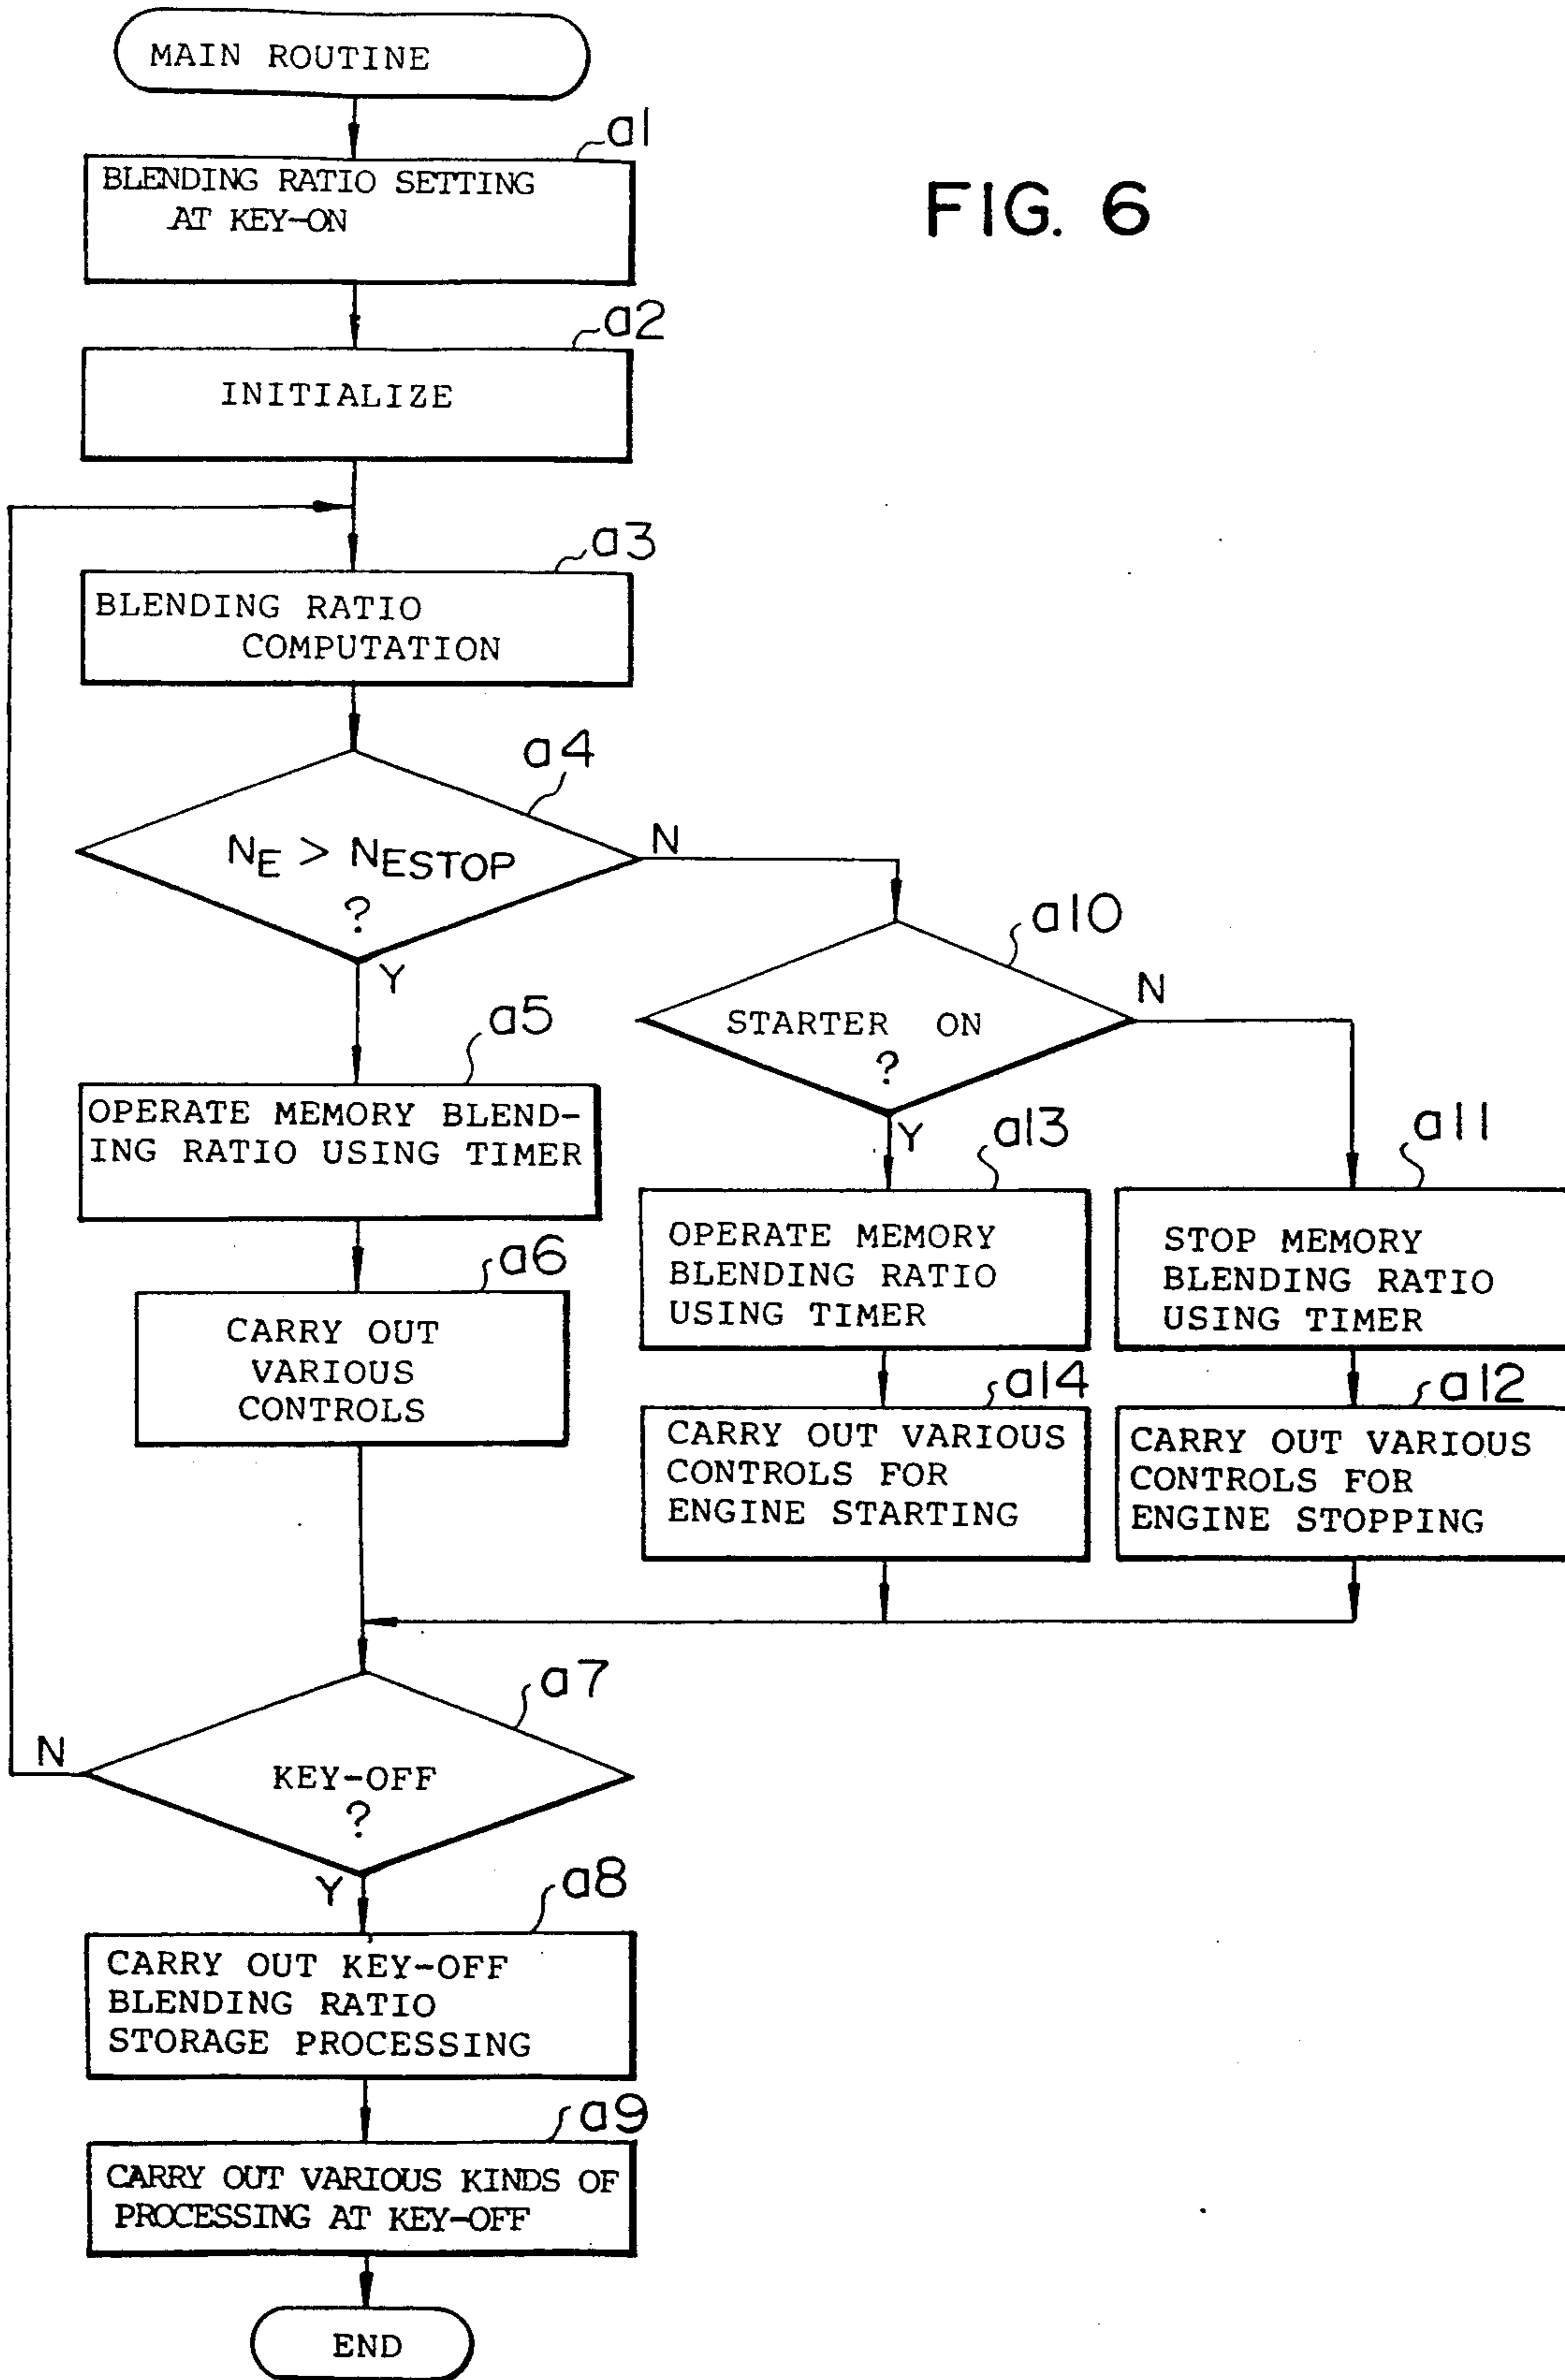 MAIN ROUTINE
a1
BLENDING RATIO SETTING
AT KEY-ON
FIG. 6
a2
INITIALIZE
a3
BLENDING RATIO
COMPUTATION
a4
NE > NESTOP
?
N
Y
a10
STARTER ON
?
N
Y
a5
OPERATE MEMORY BLEND-
ING RATIO USING TIMER
a13
OPERATE MEMORY
BLENDING RATIO
USING TIMER
a11
STOP MEMORY
BLENDING RATIO
USING TIMER
a6
CARRY OUT
VARIOUS
CONTROLS
a14
CARRY OUT VARIOUS
CONTROLS FOR
ENGINE STARTING
a12
CARRY OUT VARIOUS
CONTROLS FOR
ENGINE STOPPING
a7
N
KEY-OFF
?
Y
a8
CARRY OUT KEY-OFF
BLENDING RATIO
STORAGE PROCESSING
a9
CARRY OUT VARIOUS KINDS OF
PROCESSING AT KEY-OFF
END